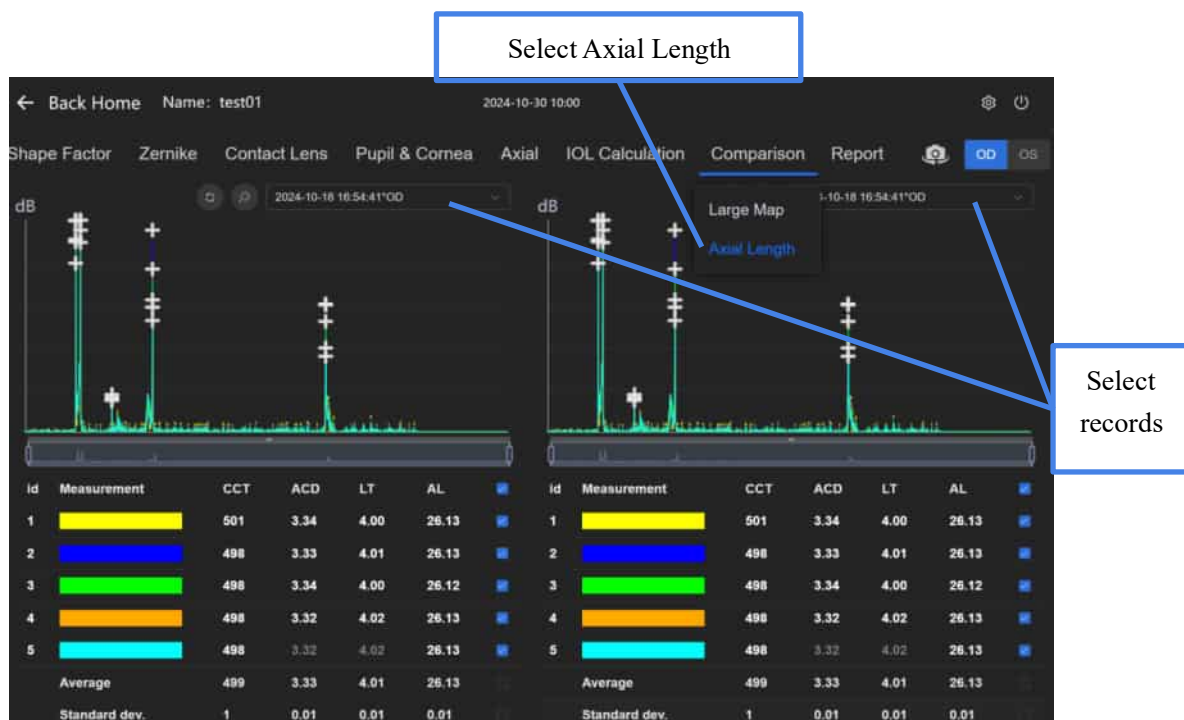 Select Axial Length
← Back Home Name: test01 2024-10-30 10:00
Shape Factor Zernike Contact Lens Pupil & Cornea Axial IOL Calculation Comparison Report OD OS
dB 2024-10-18 16:54:41*OD
dB -10-18 16:54:41*OD
Large Map
Axial Length
Select
records
id Measurement CCT ACD LT AL
1 501 3.34 4.00 26.13
2 498 3.33 4.01 26.13
3 498 3.34 4.00 26.12
4 498 3.32 4.02 26.13
5 498 3.32 4.02 26.13
Average 499 3.33 4.01 26.13
Standard dev. 1 0.01 0.01 0.01
id Measurement CCT ACD LT AL
1 501 3.34 4.00 26.13
2 498 3.33 4.01 26.13
3 498 3.34 4.00 26.12
4 498 3.32 4.02 26.13
5 498 3.32 4.02 26.13
Average 499 3.33 4.01 26.13
Standard dev. 1 0.01 0.01 0.01